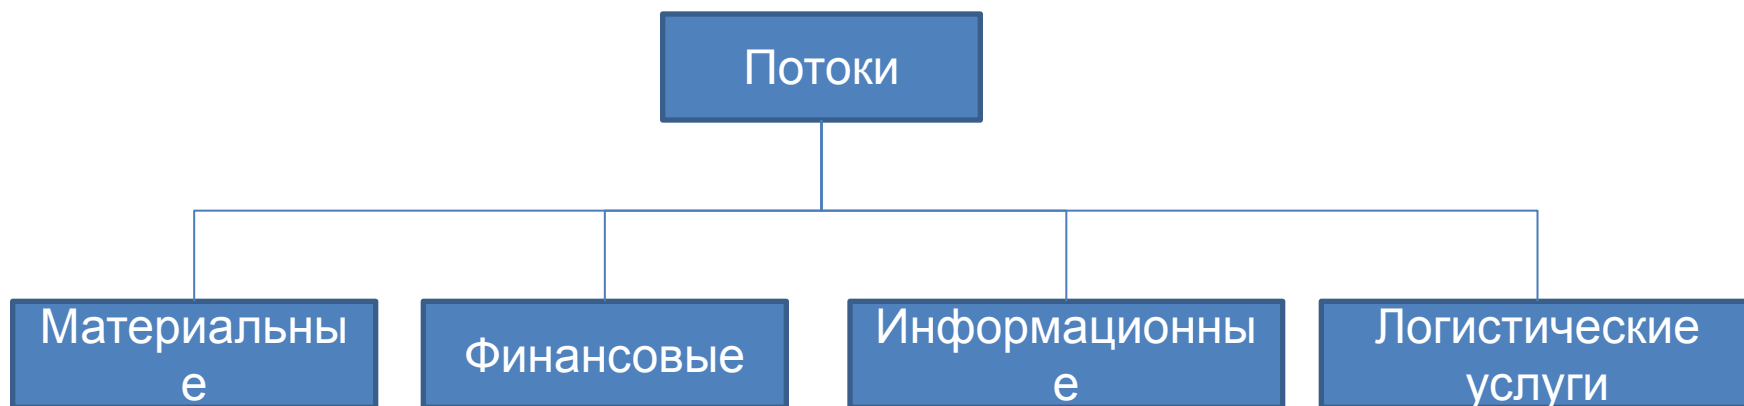 Потоки
Материальны
е
Финансовые
Информационны
е
Логистические
услуги